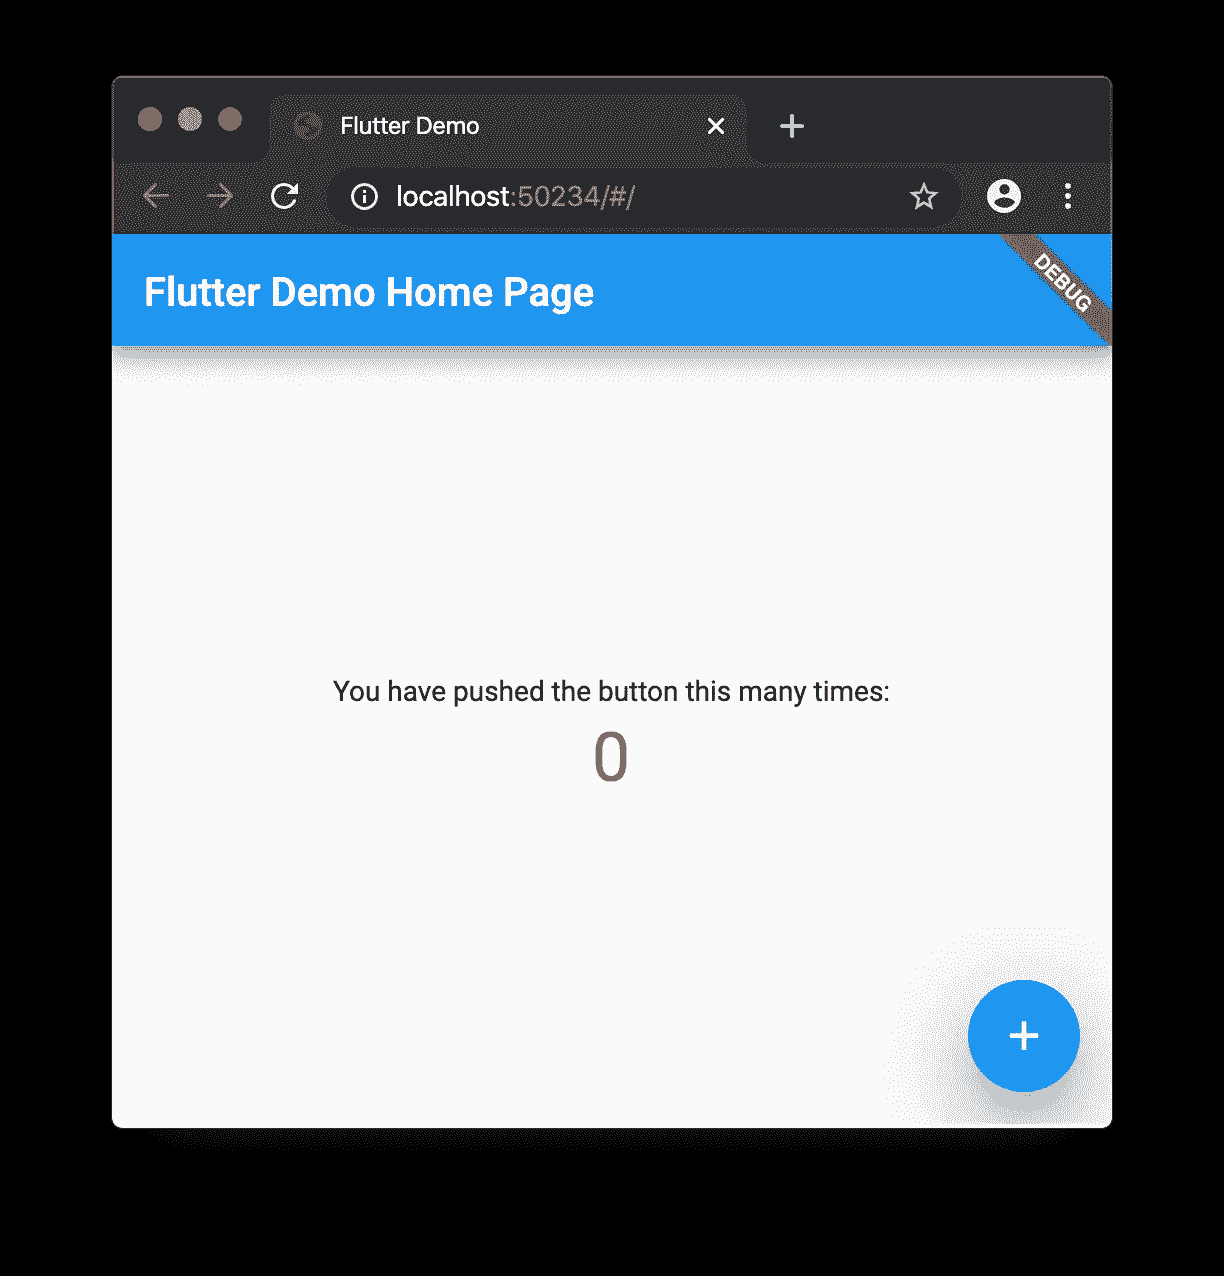 Flutter Demo
localhost:50234/#/
Flutter Demo Home Page
DEBUG
You have pushed the button this many times:
0